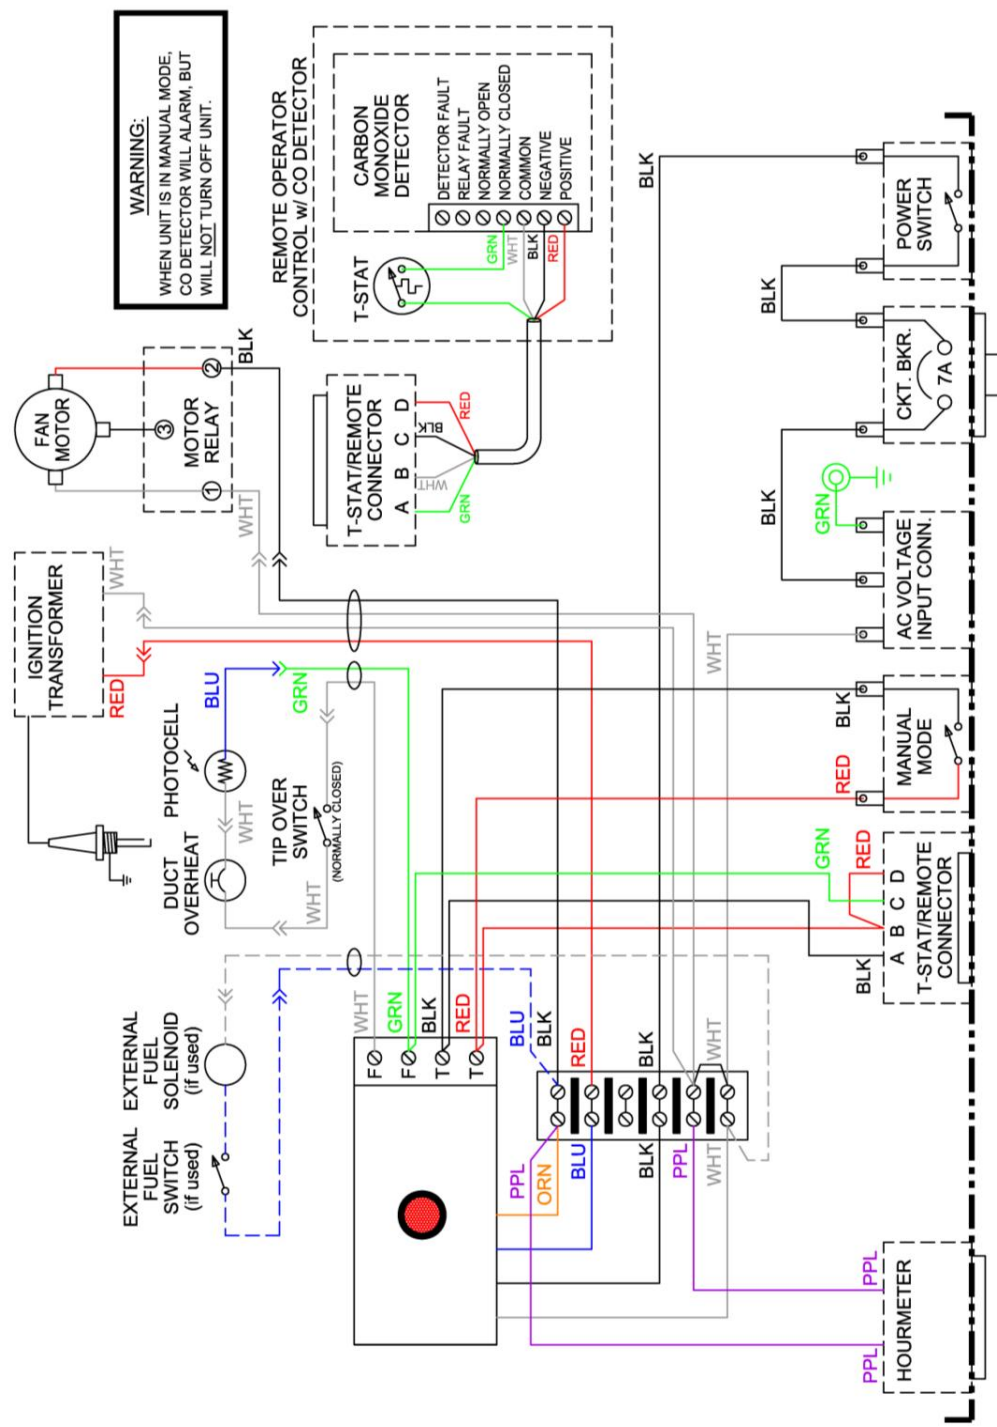 WARNING:
WHEN UNIT IS IN MANUAL MODE,
CO DETECTOR WILL ALARM, BUT
WILL NOT TURN OFF UNIT.
REMOTE OPERATOR
CONTROL w/ CO DETECTOR
CARBON
MONOXIDE
DETECTOR
DETECTOR FAULT
RELAY FAULT
NORMALLY OPEN
NORMALLY CLOSED
COMMON
NEGATIVE
POSITIVE
GRN
WHT
BLK
RED
T-STAT
T-STAT/REMOTE
CONNECTOR
A B C D
GRN
WHT
BLK
RED
FAN
MOTOR
MOTOR
RELAY
1
2
3
BLK
WHT
IGNITION
TRANSFORMER
WHT
RED
PHOTOCELL
BLU
GRN
DUCT
OVERHEAT
WHT
TIP OVER
SWITCH
(NORMALLY CLOSED)
WHT
EXTERNAL
FUEL
SOLENOID
(if used)
EXTERNAL
FUEL
SWITCH
(if used)
F
F
T
T
WHT
GRN
BLK
RED
BLU
BLK
RED
BLK
WHT
PPL
ORN
BLU
BLK
PPL
WHT
HOURMETER
PPL
PPL
T-STAT/REMOTE
CONNECTOR
A B C D
BLK
GRN
RED
MANUAL
MODE
RED
BLK
AC VOLTAGE
INPUT CONN.
WHT
BLK
GRN
CKT. BKR.
7A
BLK
POWER
SWITCH
BLK